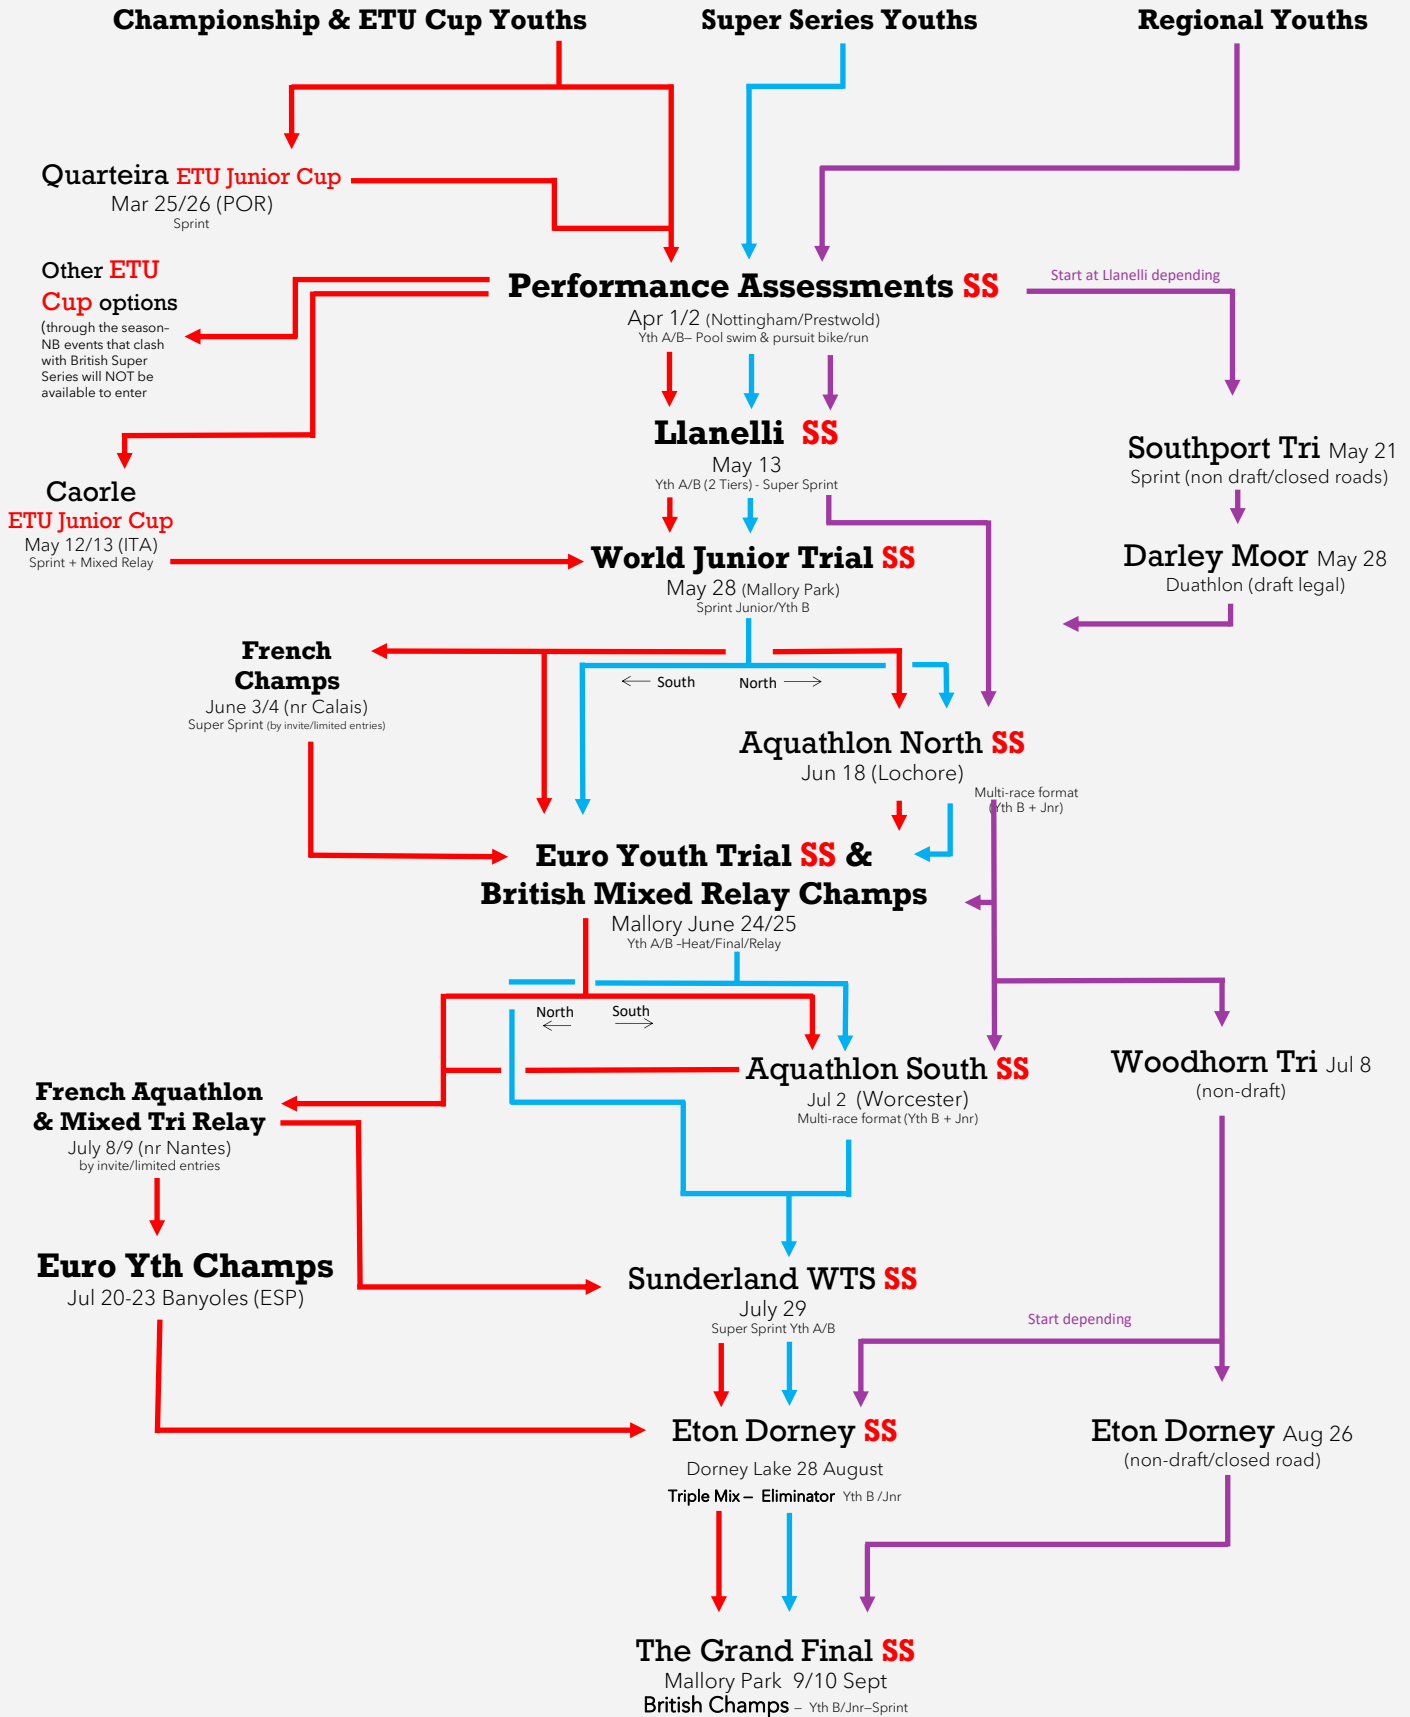 Championship & ETU Cup Youths
Super Series Youths
Regional Youths
Quarteira ETU Junior Cup
Mar 25/26 (POR)
Sprint
Other ETU
Cup options
(through the season–
NB events that clash
with British Super
Series will NOT be
available to enter
Performance Assessments SS
Apr 1/2 (Nottingham/Prestwold)
Yth A/B– Pool swim & pursuit bike/run
Start at Llanelli depending
Llanelli SS
May 13
Yth A/B (2 Tiers) - Super Sprint
Southport Tri May 21
Sprint (non draft/closed roads)
Caorle
ETU Junior Cup
May 12/13 (ITA)
Sprint + Mixed Relay
World Junior Trial SS
May 28 (Mallory Park)
Sprint Junior/Yth B
Darley Moor May 28
Duathlon (draft legal)
French
Champs
June 3/4 (nr Calais)
Super Sprint (by invite/limited entries)
South
North
Aquathlon North SS
Jun 18 (Lochore)
Multi-race format
(Yth B + Jnr)
Euro Youth Trial SS &
British Mixed Relay Champs
Mallory June 24/25
Yth A/B –Heat/Final/Relay
North
South
Aquathlon South SS
Jul 2 (Worcester)
Multi-race format (Yth B + Jnr)
Woodhorn Tri Jul 8
(non-draft)
French Aquathlon
& Mixed Tri Relay
July 8/9 (nr Nantes)
by invite/limited entries
Euro Yth Champs
Jul 20-23 Banyoles (ESP)
Sunderland WTS SS
July 29
Super Sprint Yth A/B
Start depending
Eton Dorney SS
Dorney Lake 28 August
Triple Mix – Eliminator Yth B /Jnr
Eton Dorney Aug 26
(non-draft/closed road)
The Grand Final SS
Mallory Park 9/10 Sept
British Champs – Yth B/Jnr–Sprint